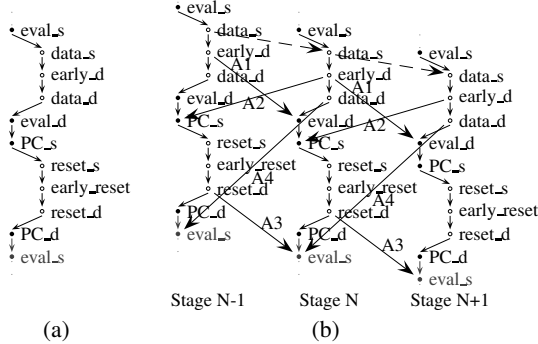 eval_s
data_s
early_d
data_d
eval_d
PC_s
reset_s
early_reset
reset_d
PC_d
eval_s
(a)
eval_s
data_s
early_d
A1
data_d
eval_d
A2
PC_s
reset_s
early_reset
A4
reset_d
PC_d
A3
eval_s
Stage N-1
eval_s
data_s
early_d
A1
data_d
eval_d
A2
PC_s
reset_s
early_reset
A4
reset_d
PC_d
A3
eval_s
Stage N
eval_s
data_s
early_d
data_d
eval_d
PC_s
reset_s
early_reset
reset_d
PC_d
eval_s
Stage N+1
(b)